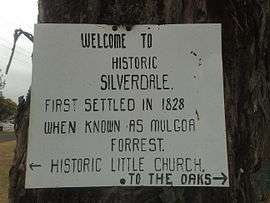 WELCOME TO
HISTORIC
SILVERDALE.
FIRST SETTLED IN 1828
WHEN KNOWN AS MULGOA
FORREST.
← HISTORIC LITTLE CHURCH.
. TO THE OAKS →